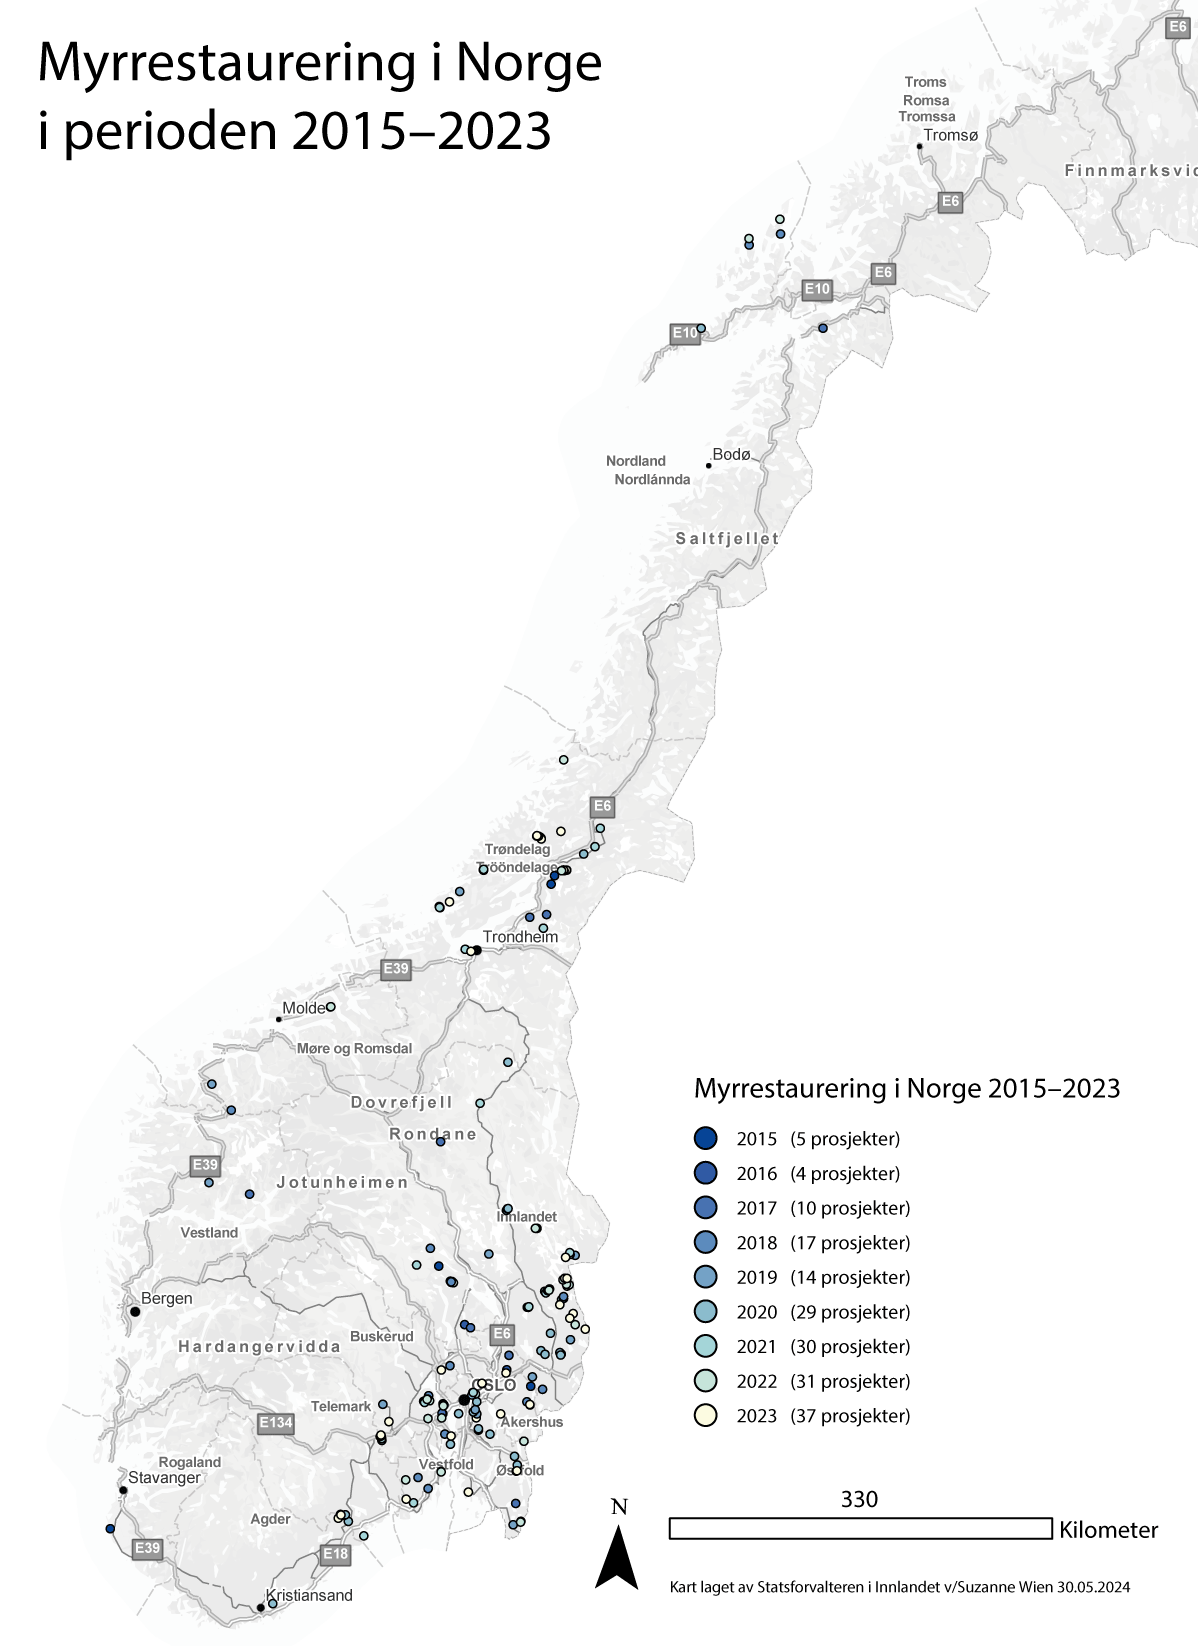 Myrrestaurering i Norge
i perioden 2015–2023
E6
Troms
Romsa
Tromssa
Tromsø
Finnmarksvid
E6
E6
E10
E10
Bodø
Nordland
Nordlánnda
Saltfjellet
E6
Trøndelag
Trööndelage
Trondheim
E39
Molde
Møre og Romsdal
Dovrefjell
Rondane
E39
Jotunheimen
Innlandet
Vestland
Bergen
E6
Buskerud
Hardangervidda
OSLO
Telemark
E134
Akershus
Rogaland
Vestfold
Østfold
Stavanger
Agder
E39
E18
Kristiansand
Myrrestaurering i Norge 2015–2023
2015 (5 prosjekter)
2016 (4 prosjekter)
2017 (10 prosjekter)
2018 (17 prosjekter)
2019 (14 prosjekter)
2020 (29 prosjekter)
2021 (30 prosjekter)
2022 (31 prosjekter)
2023 (37 prosjekter)
N
330
Kilometer
Kart laget av Statsforvalteren i Innlandet v/Suzanne Wien 30.05.2024